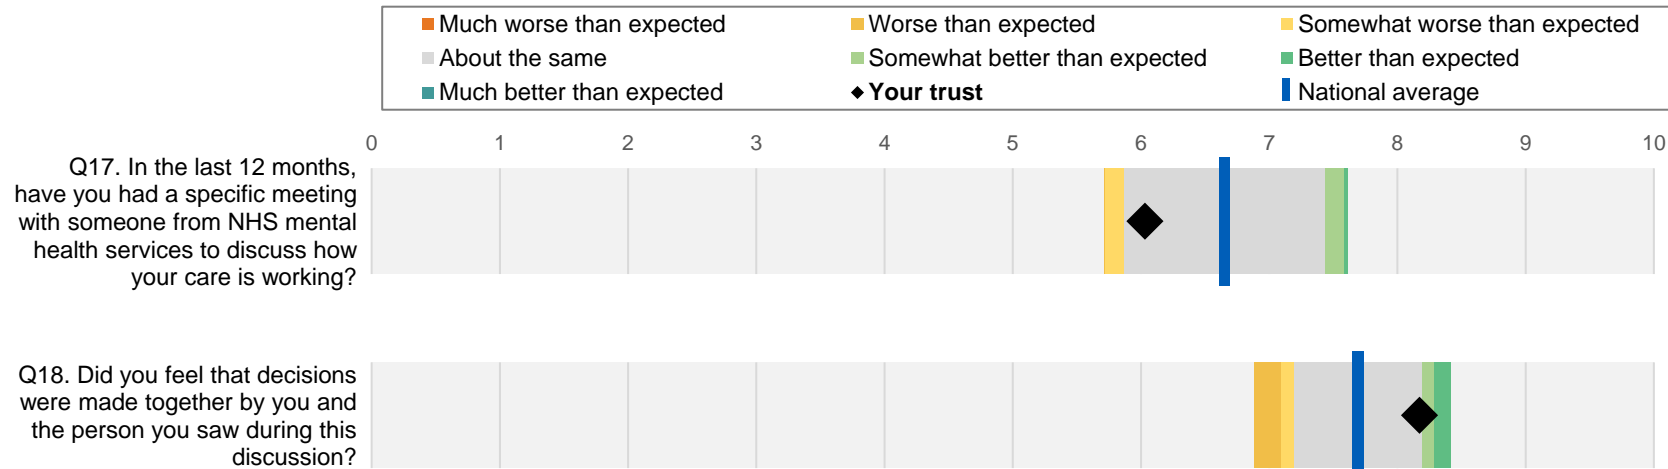 Much worse than expected
Worse than expected
Somewhat worse than expected
About the same
Somewhat better than expected
Better than expected
Much better than expected
Your trust
National average
0 1 2 3 4 5 6 7 8 9 10
Q17. In the last 12 months,
have you had a specific meeting
with someone from NHS mental
health services to discuss how
your care is working?
Q18. Did you feel that decisions
were made together by you and
the person you saw during this
discussion?